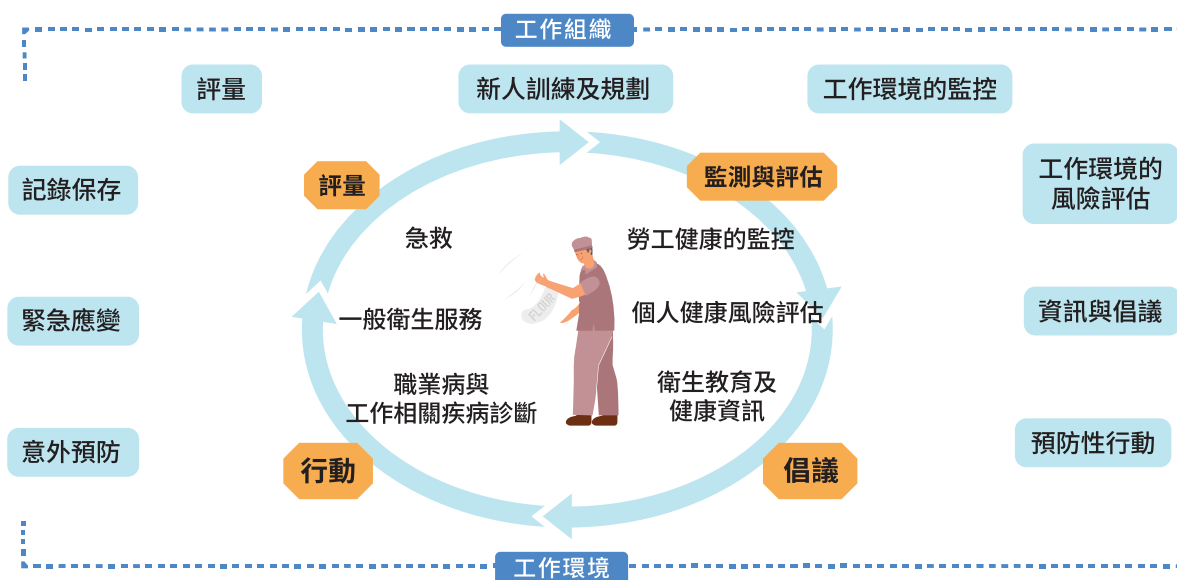 工作組織
評量
新人訓練及規劃
工作環境的監控
記錄保存
評量
監測與評估
工作環境的
風險評估
急救
勞工健康的監控
緊急應變
一般衛生服務
FLOUR
個人健康風險評估
資訊與倡議
職業病與
工作相關疾病診斷
衛生教育及
健康資訊
意外預防
行動
倡議
預防性行動
工作環境